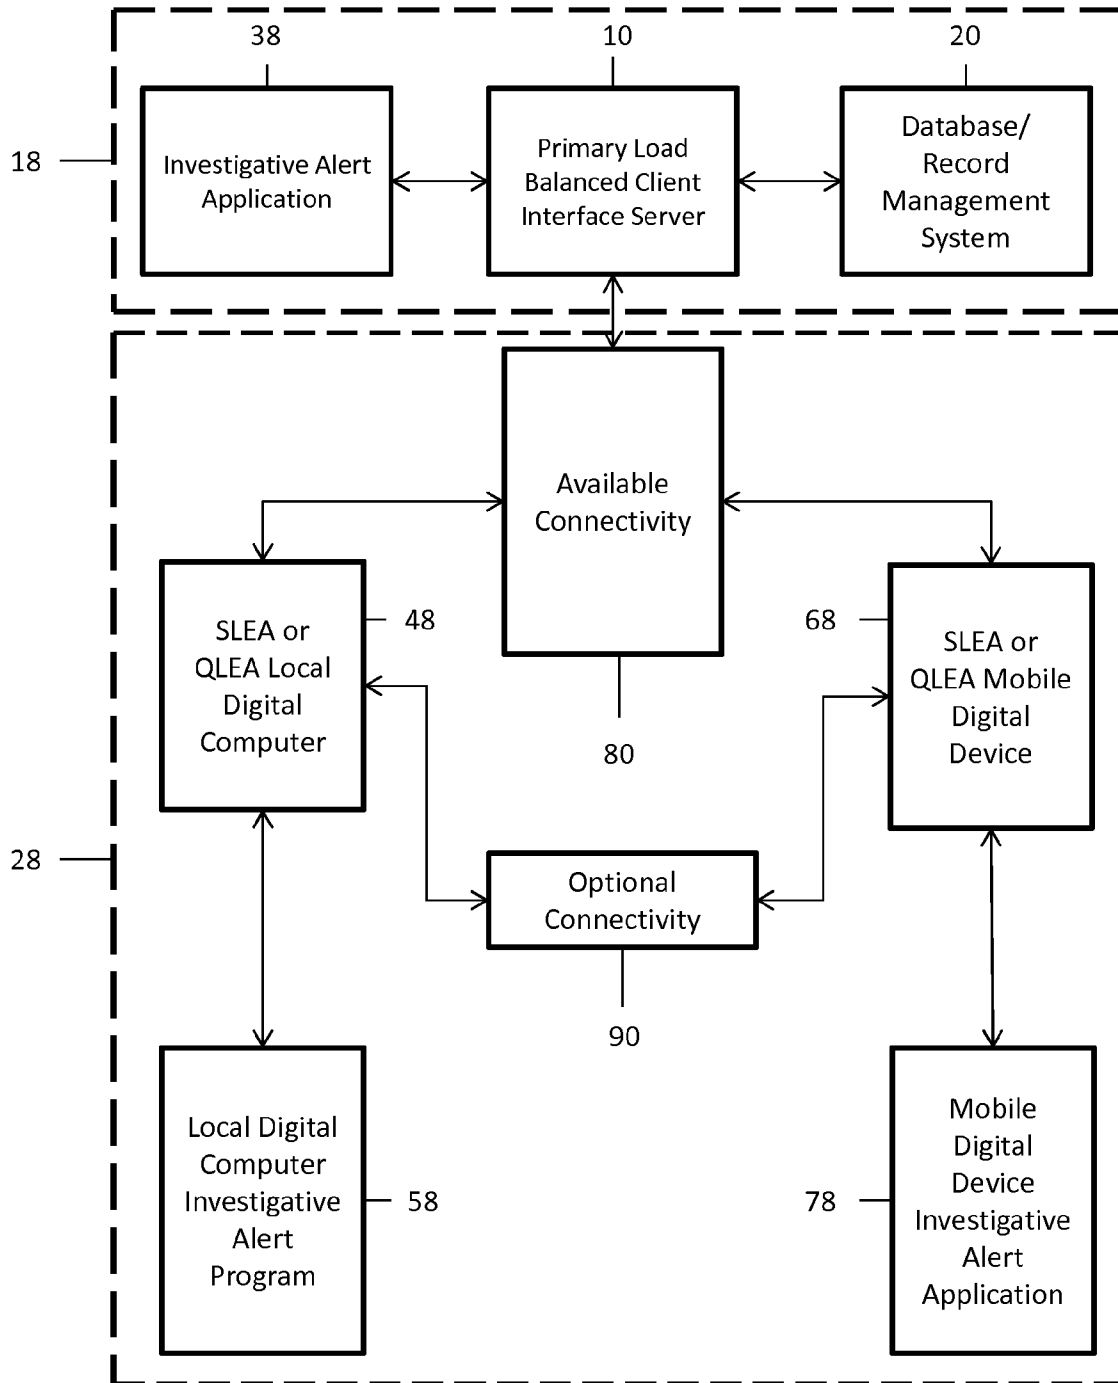 38
10
20
18
Investigative Alert
Application
Primary Load
Balanced Client
Interface Server
Database/
Record
Management
System
Available
Connectivity
80
SLEA or
QLEA Local
Digital
Computer
48
68
SLEA or
QLEA Mobile
Digital
Device
28
Optional
Connectivity
90
Local Digital
Computer
Investigative
Alert
Program
58
78
Mobile
Digital
Device
Investigative
Alert
Application